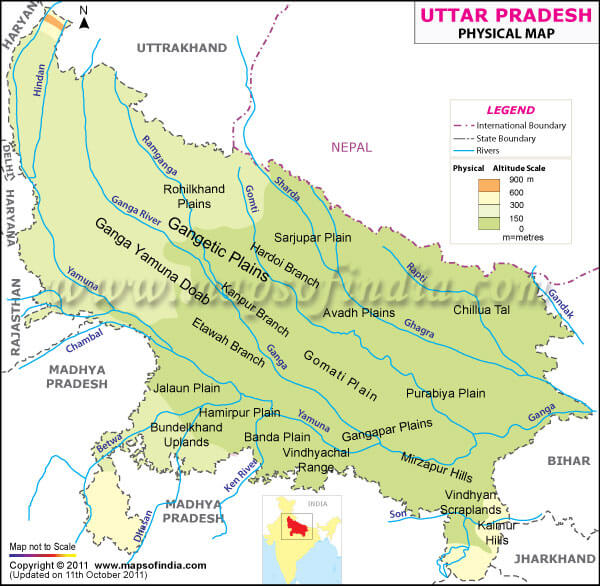 UTTAR PRADESH
PHYSICAL MAP
N
HARYANA
UTTRAKHAND
Hindan
LEGEND
International Boundary
State Boundary
Rivers
Physical Altitude Scale
900 m
600
300
150
0
m=metres
NEPAL
Ramganga
DELHI
HARYANA
Rohilkhand
Plains
Gomti
Sharda
Ganga River
Gangetic Plains
Sarjupar Plain
Hardoi Branch
Ganga Yamuna Doab
Yamuna
Kanpur Branch
Rapti
Gandak
Chillua Tal
www.mapsofindia.com
RAJASTHAN
Avadh Plains
Ghagra
Etawah Branch
Chambal
Ganga
Gomati Plain
MADHYA
PRADESH
Jalaun Plain
Purabiya Plain
Hamirpur Plain
Yamuna
Ganga
Bundelkhand
Uplands
Banda Plain
Gangapar Plains
Betwa
Vindhyachal
Range
Mirzapur Hills
BIHAR
Ken River
Vindhyan
Scraplands
MADHYA
PRADESH
Dhasan
INDIA
Son
Kaimur
Hills
JHARKHAND
Map not to Scale
Copyright © 2011 www.mapsofindia.com
(Updated on 11th October 2011)